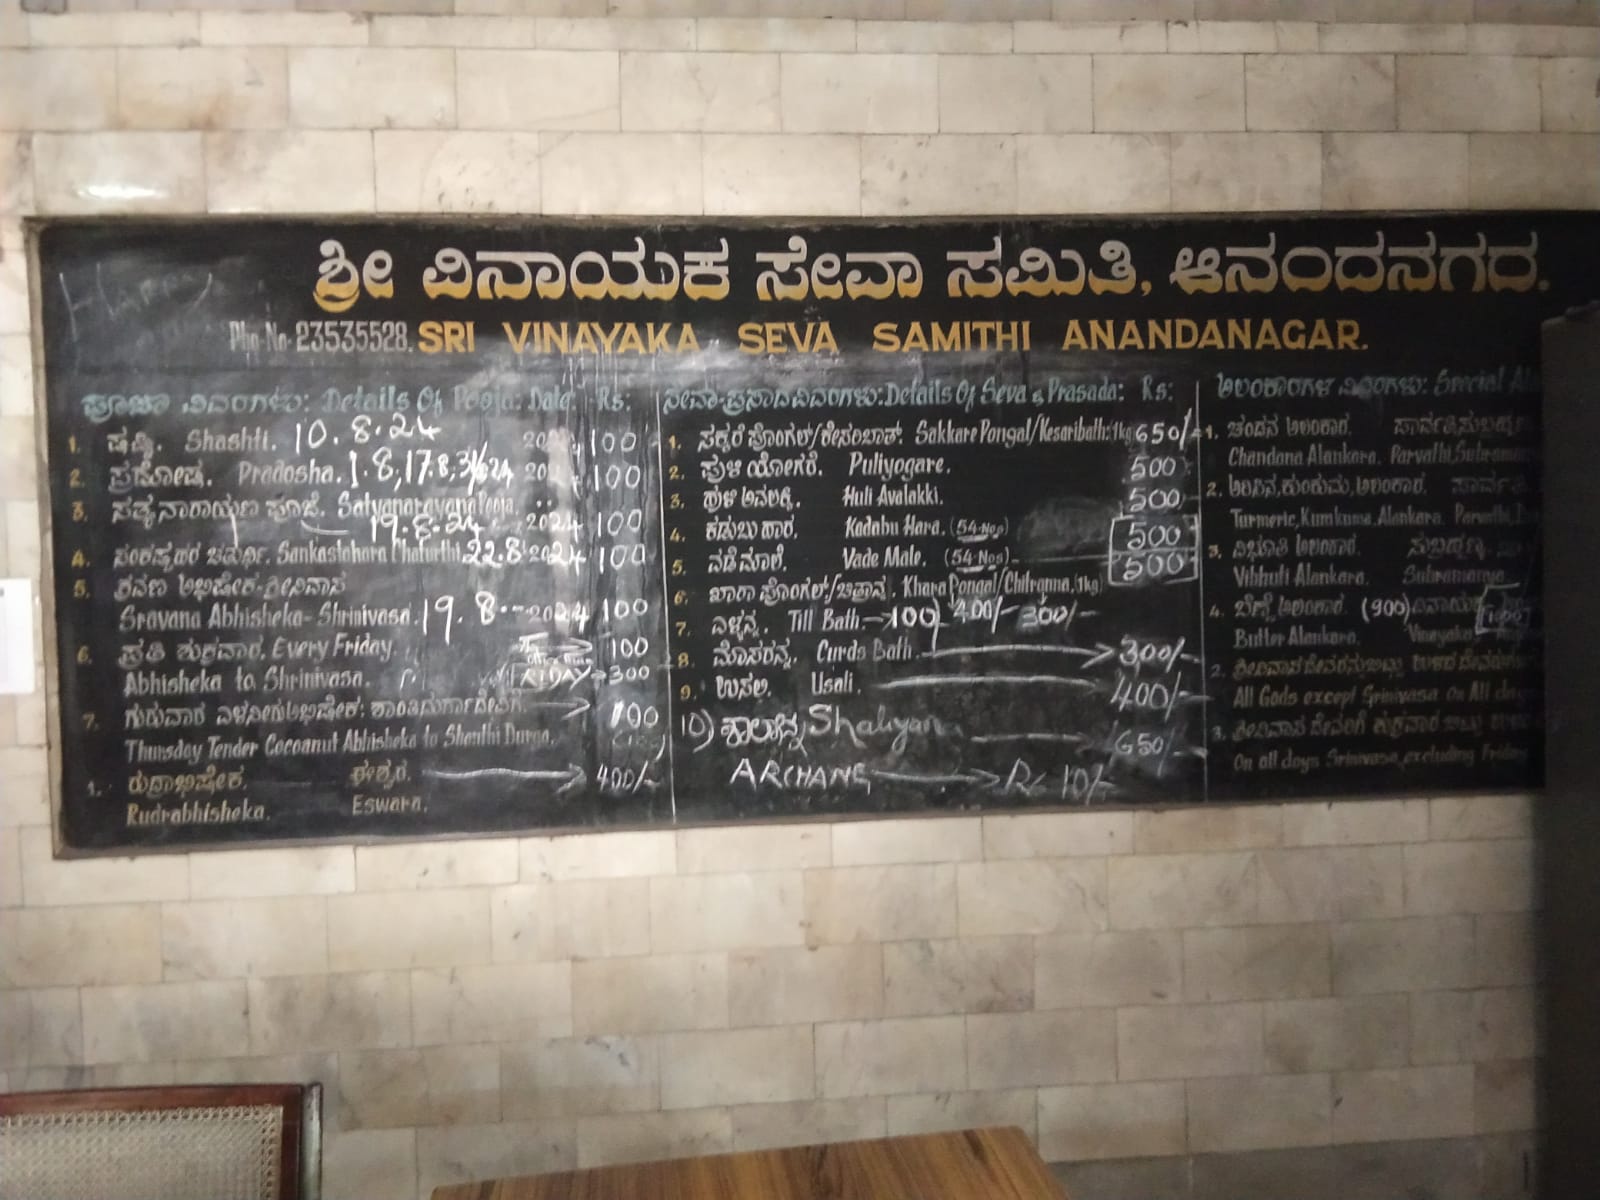 ಶ್ರೀ ವಿನಾಯಕ ಸೇವಾ ಸಮಿತಿ, ಆನಂದನಗರ.
Pho-No-23535528. SRI VINAYAKA SEVA SAMITHI ANANDANAGAR.
ಪೂಜಾ ವಿವರಗಳು: Details Of Pooja: Date: Rs:
1. ಷಷ್ಠಿ. Shashti. 10.8.24 100
2. ಪ್ರದೋಷ. Pradosha. 1.8,17.8,31/8/24 100
3. ಸತ್ಯನಾರಾಯಣ ಪೂಜೆ. Satyanarayana Pooja.
19.8.24 2024 100
4. ಸಂಕಷ್ಟಹರ ಚತುರ್ಥಿ. Sankastahara Chaturthi 22.8 2024 100
5. ಶ್ರವಣ ಅಭಿಷೇಕ-ಶ್ರೀನಿವಾಸ
Sravana Abhisheka-Shrinivasa. 19.8 2024 100
6. ಪ್ರತಿ ಶುಕ್ರವಾರ. Every Friday. 100
Abhisheka to Shrinivasa. FRIDAY → 300
7. ಗುರುವಾರ ಎಳನೀರು ಅಭಿಷೇಕ: ಶಾಂತಿದುರ್ಗಾದೇವಿಗೆ → 100
Thursday Tender Cocoanut Abhisheka to Shanthi Durga.
1. ರುದ್ರಾಭಿಷೇಕ. ಈಶ್ವರ. → 400/-
Rudrabhisheka. Eswara.
ಸೇವಾ-ಪ್ರಸಾದ ವಿವರಗಳು: Details Of Seva & Prasada: Rs:
1. ಸಕ್ಕರೆ ಪೊಂಗಲ್/ಕೇಸರಿಬಾತ್. Sakkare Pongal/Kesaribath: 1kg 650/-
2. ಪುಳಿಯೋಗರೆ. Puliyogare. 500
3. ಹುಳಿ ಅವಲಕ್ಕಿ. Huli Avalakki. 500
4. ಕಡುಬು ಹಾರ. Kadabu Hara. (54-Nos) 500
5. ವಡೆಮಾಲೆ. Vade Male. (54-Nos) 500
6. ಖಾರಾ ಪೊಂಗಲ್/ಚಿತ್ರಾನ್ನ. Khara Pongal/Chitranna. (1kg)
7. ಎಳ್ಳನ್ನ. Till Bath. → 100 400/- 300/-
8. ಮೊಸರನ್ನ. Curds Bath. → 300/-
9. ಉಸಲಿ. Usali. → 400/-
10) 650/-
ARCHANE → Rs 10/-
ಅಲಂಕಾರಗಳ ವಿವರಗಳು: Special
1. ಚಂದನ ಅಲಂಕಾರ.
Chandana Alankara. Parvathi,
2. ಅರಿಸಿನ, ಕುಂಕುಮ, ಅಲಂಕಾರ.
Turmeric, Kumkuma, Alankara. Parvathi,
3. ವಿಭೂತಿ ಅಲಂಕಾರ. ಸುಬ್ರಹ್ಮಣ್ಯ.
Vibhuti Alankara. Subramanya
4. ಬೆಣ್ಣೆ ಅಲಂಕಾರ. (900) ವಿನಾಯಕ
Butter Alankara. Vinayaka
2.
All Gods except Srinivasa on All
3.
On all days Srinivasa, excluding Friday